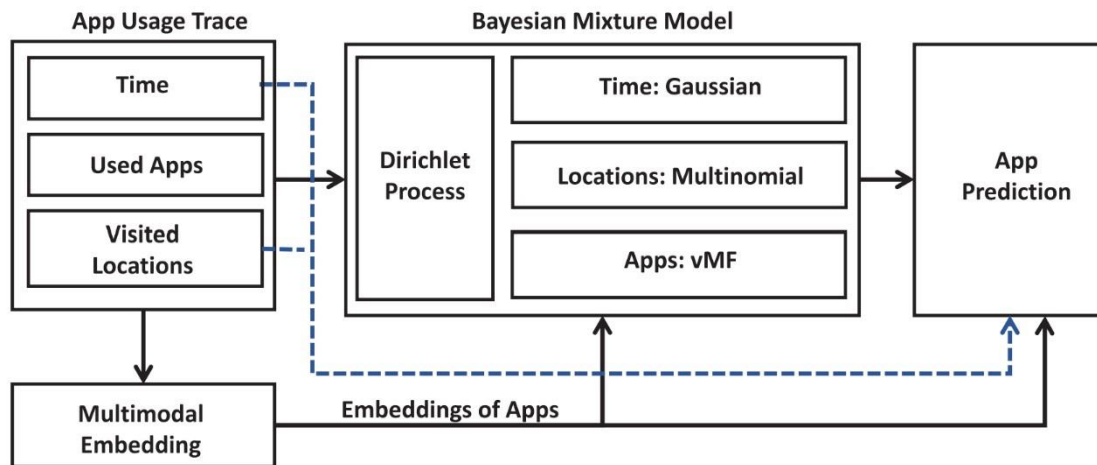 App Usage Trace
Time
Used Apps
Visited
Locations
Multimodal
Embedding
Embeddings of Apps
Bayesian Mixture Model
Dirichlet
Process
Time: Gaussian
Locations: Multinomial
Apps: vMF
App
Prediction